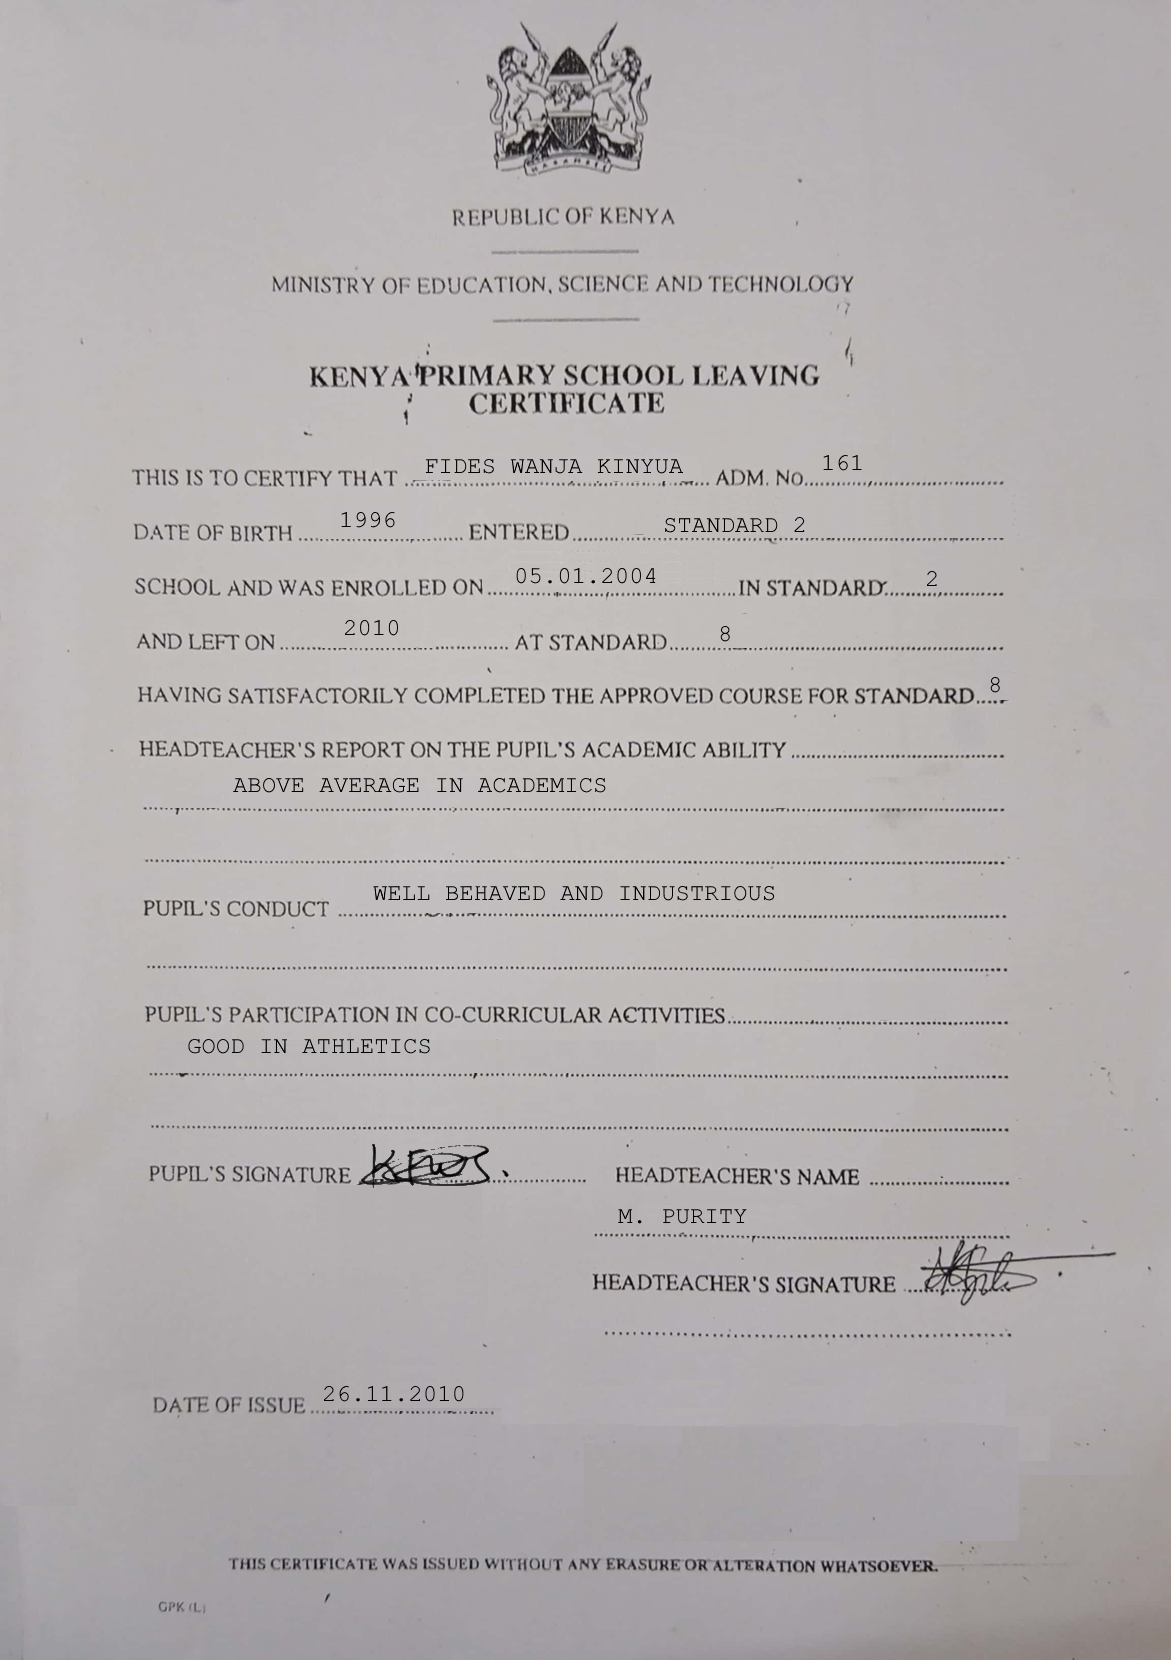 HARAMBEE
REPUBLIC OF KENYA
MINISTRY OF EDUCATION, SCIENCE AND TECHNOLOGY
KENYA PRIMARY SCHOOL LEAVING
CERTIFICATE
THIS IS TO CERTIFY THAT FIDES WANJA KINYUA ADM. NO. 161
DATE OF BIRTH 1996 ENTERED STANDARD 2
SCHOOL AND WAS ENROLLED ON 05.01.2004 IN STANDARD 2
AND LEFT ON 2010 AT STANDARD 8
HAVING SATISFACTORILY COMPLETED THE APPROVED COURSE FOR STANDARD 8
HEADTEACHER'S REPORT ON THE PUPIL'S ACADEMIC ABILITY
ABOVE AVERAGE IN ACADEMICS
PUPIL'S CONDUCT WELL BEHAVED AND INDUSTRIOUS
PUPIL'S PARTICIPATION IN CO-CURRICULAR ACTIVITIES
GOOD IN ATHLETICS
PUPIL'S SIGNATURE HEADTEACHER'S NAME
M. PURITY
HEADTEACHER'S SIGNATURE
DATE OF ISSUE 26.11.2010
THIS CERTIFICATE WAS ISSUED WITHOUT ANY ERASURE OR ALTERATION WHATSOEVER.
GPK (L)